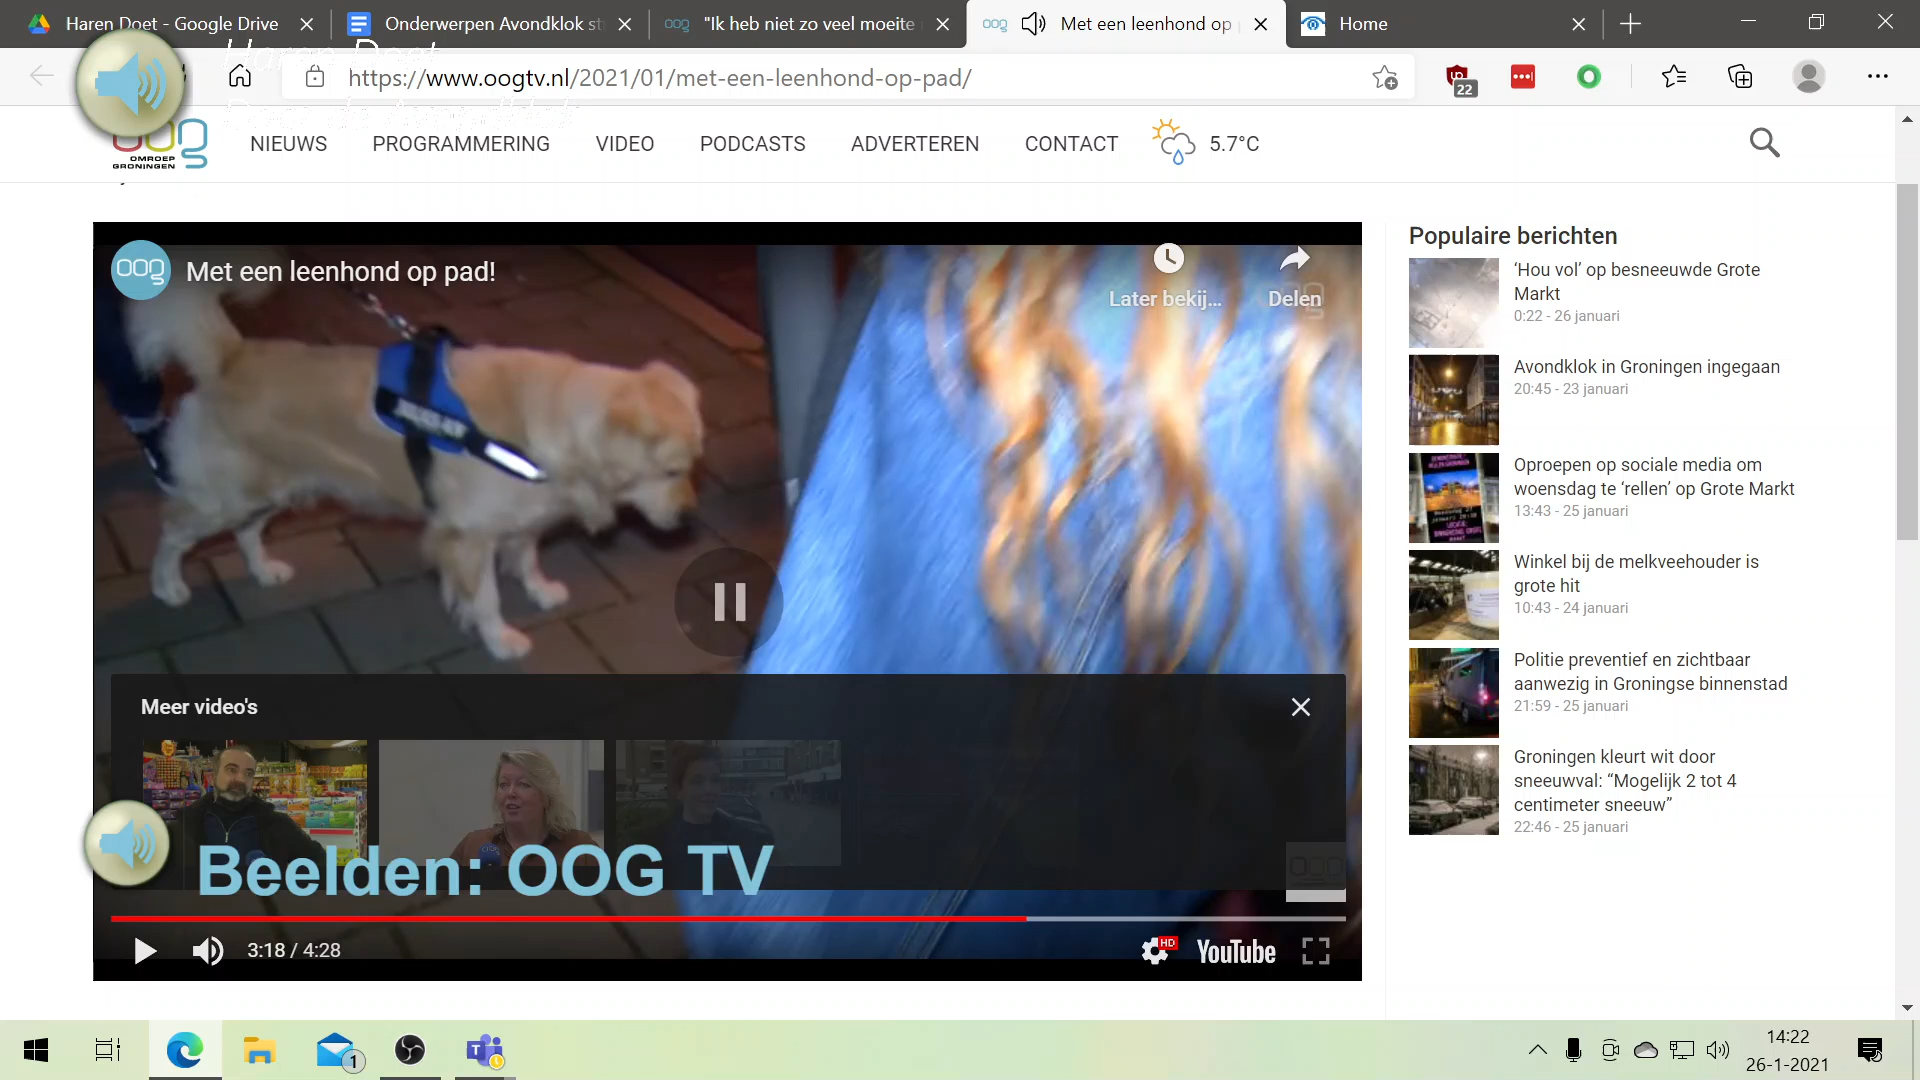 Haren Doet - Google Drive
Onderwerpen Avondklok st
"Ik heb niet zo veel moeite
Met een leenhond op
Home
Haren Doet
https://www.oogtv.nl/2021/01/met-een-leenhond-op-pad/
22
oog
OMROEP
GRONINGEN
NIEUWS
PROGRAMMERING
VIDEO
PODCASTS
ADVERTEREN
CONTACT
5.7°C
oog
Met een leenhond op pad!
Later bekij...
Delen
Meer video's
Beelden: OOG TV
3:18 / 4:28
HD
YouTube
Populaire berichten
‘Hou vol’ op besneeuwde Grote
Markt
0:22 - 26 januari
Avondklok in Groningen ingegaan
20:45 - 23 januari
Oproepen op sociale media om
woensdag te ‘rellen’ op Grote Markt
13:43 - 25 januari
Winkel bij de melkveehouder is
grote hit
10:43 - 24 januari
Politie preventief en zichtbaar
aanwezig in Groningse binnenstad
21:59 - 25 januari
Groningen kleurt wit door
sneeuwval: “Mogelijk 2 tot 4
centimeter sneeuw”
22:46 - 25 januari
1
14:22
26-1-2021